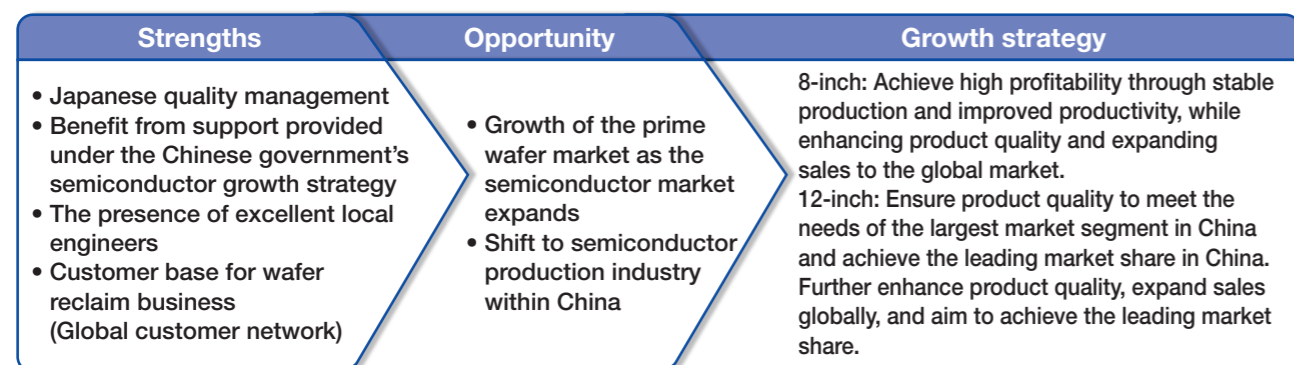 Strengths
Opportunity
Growth strategy
• Japanese quality management
• Benefit from support provided
under the Chinese government’s
semiconductor growth strategy
• The presence of excellent local
engineers
• Customer base for wafer
reclaim business
(Global customer network)
• Growth of the prime
wafer market as the
semiconductor market
expands
• Shift to semiconductor
production industry
within China
8-inch: Achieve high profitability through stable
production and improved productivity, while
enhancing product quality and expanding
sales to the global market.
12-inch: Ensure product quality to meet the
needs of the largest market segment in China
and achieve the leading market share in China.
Further enhance product quality, expand sales
globally, and aim to achieve the leading market
share.